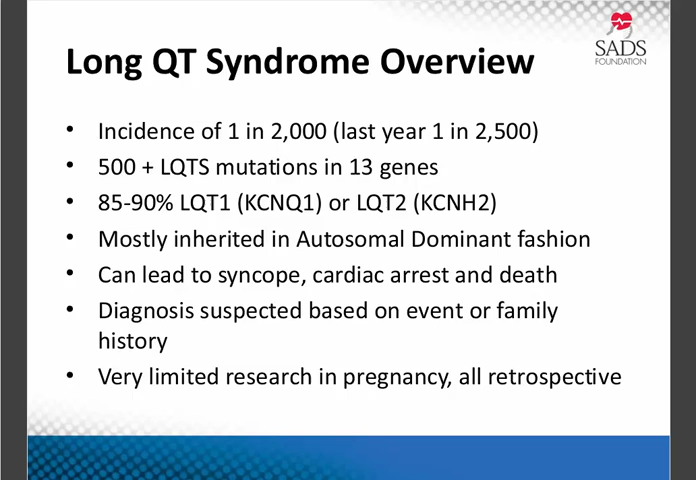 SADS
FOUNDATION
Long QT Syndrome Overview
• Incidence of 1 in 2,000 (last year 1 in 2,500)
• 500 + LQTS mutations in 13 genes
• 85-90% LQT1 (KCNQ1) or LQT2 (KCNH2)
• Mostly inherited in Autosomal Dominant fashion
• Can lead to syncope, cardiac arrest and death
• Diagnosis suspected based on event or family
history
• Very limited research in pregnancy, all retrospective